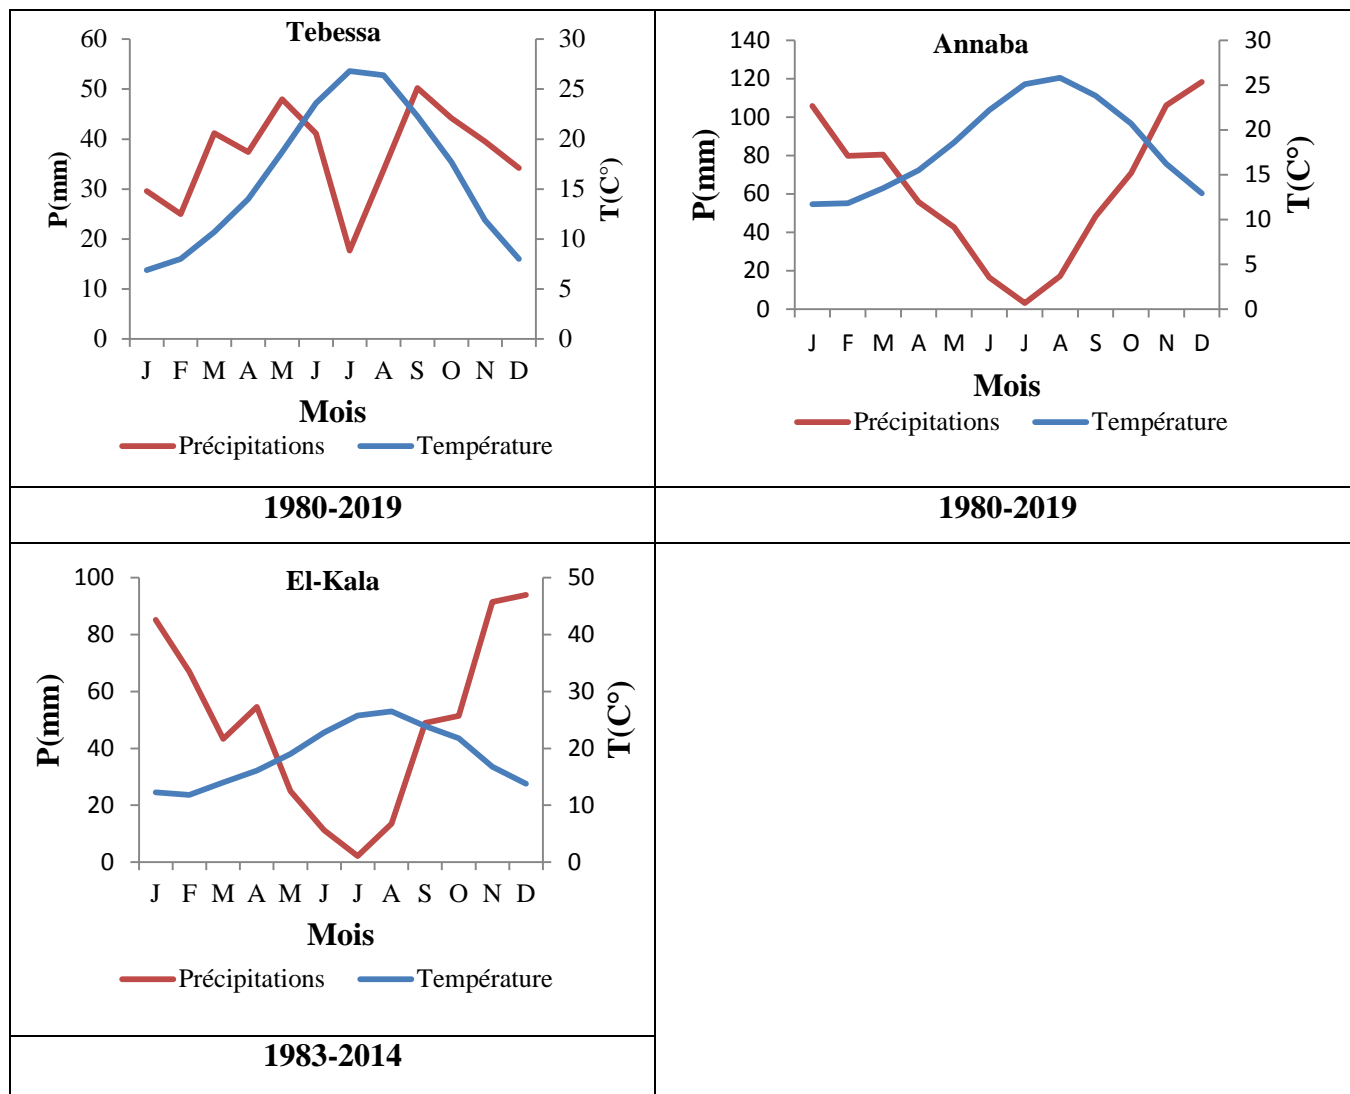 Tebessa
60
50
40
30
20
10
0
P(mm)
30
25
20
15
10
5
0
T(C°)
J F M A M J J A S O N D
Mois
Précipitations Température
1980-2019
Annaba
140
120
100
80
60
40
20
0
P(mm)
30
25
20
15
10
5
0
T(C°)
J F M A M J J A S O N D
Mois
Précipitations Température
1980-2019
El-Kala
100
80
60
40
20
0
P(mm)
50
40
30
20
10
0
T(C°)
J F M A M J J A S O N D
Mois
Précipitations Température
1983-2014